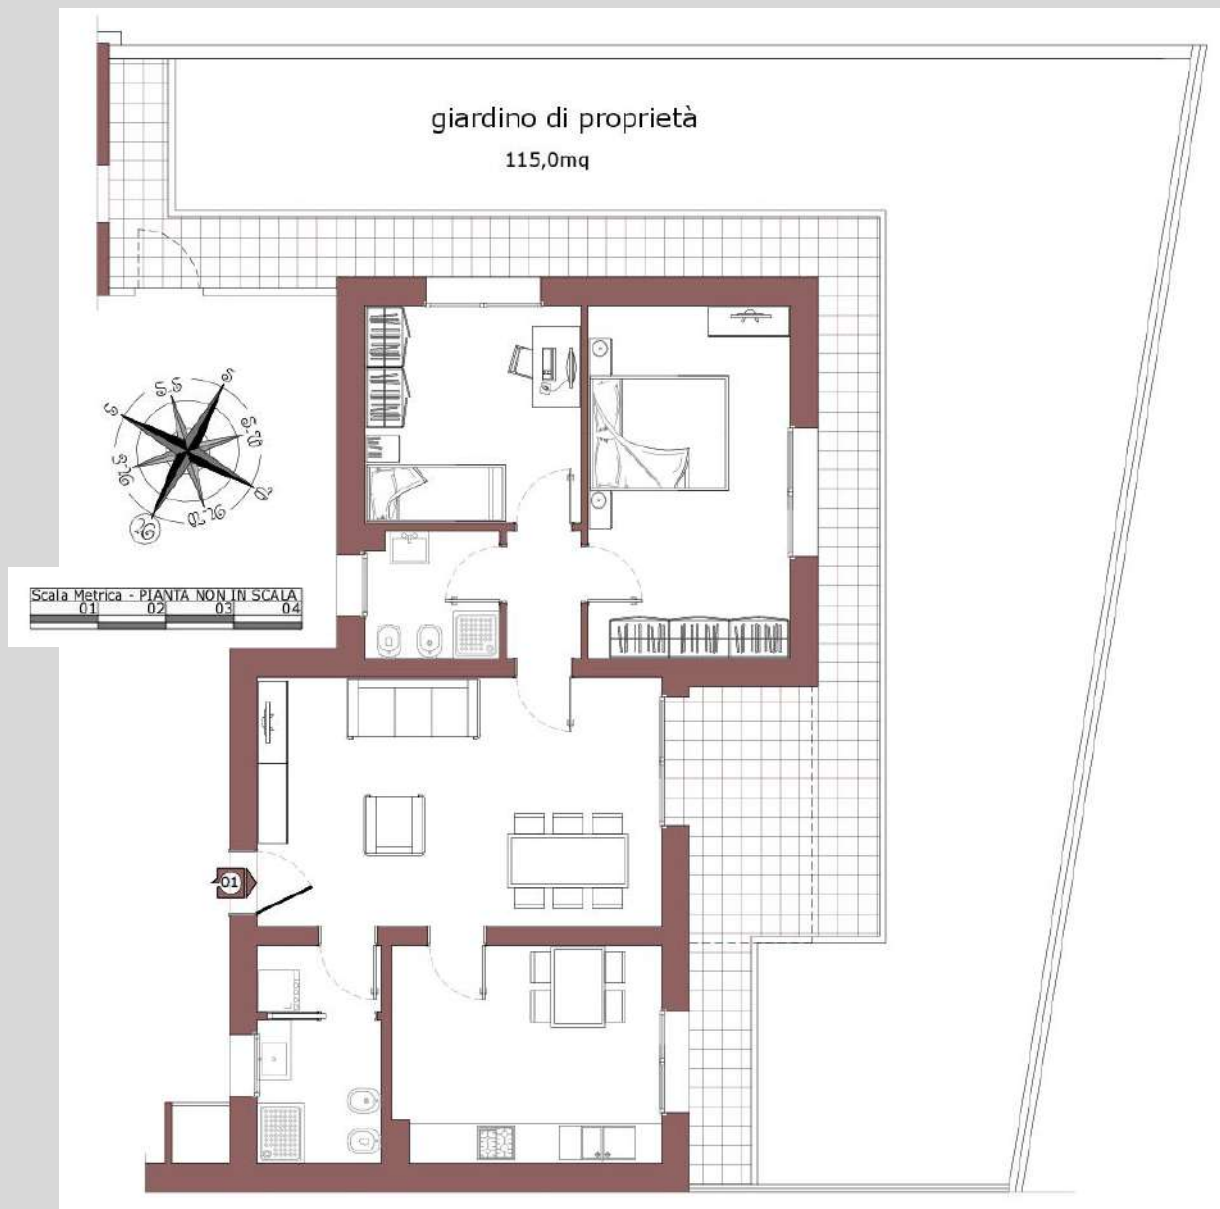 giardino di proprietà
115,0mq
Scala Metrica - PIANTA NON IN SCALA
01 02 03 04
01